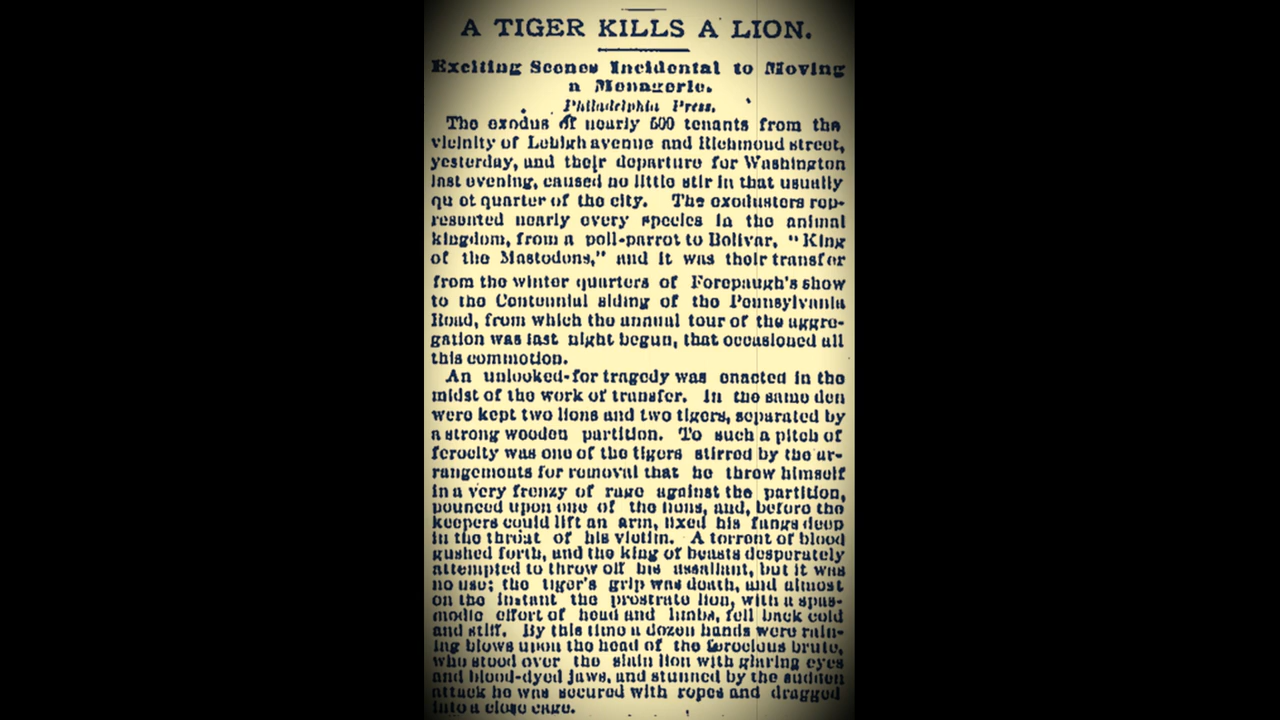 A TIGER KILLS A LION.
Exciting Scenes Incidental to Moving
a Menagerie.
Philadelphia Press.
The exodus of nearly 500 tenants from the
vicinity of Lehigh avenue and Richmond street,
yesterday, and their departure for Washington
last evening, caused no little stir in that usually
qu et quarter of the city. The exodusters rep-
resented nearly every species in the animal
kingdom, from a poll-parrot to Bolivar, "King
of the Mastodons," and it was their transfer
from the winter quarters of Forepaugh's show
to the Centennial siding of the Pennsylvania
Road, from which the annual tour of the aggre-
gation was last night begun, that occasioned all
this commotion.
An unlooked-for tragedy was enacted in the
midst of the work of transfer. In the same den
were kept two lions and two tigers, separated by
a strong wooden partition. To such a pitch of
ferocity was one of the tigers stirred by the ar-
rangements for removal that he threw himself
in a very frenzy of rage against the partition,
pounced upon one of the lions, and, before the
keepers could lift an arm, fixed his fangs deep
in the throat of his victim. A torrent of blood
gushed forth, and the king of beasts desperately
attempted to throw off his assailant, but it was
no use; the tiger's grip was death, and almost
on the instant the prostrate lion, with a spas-
modic effort of head and limbs, fell back cold
and stiff. By this time a dozen hands were rain-
ing blows upon the head of the ferocious brute,
who stood over the slain lion with glaring eyes
and blood-dyed jaws, and stunned by the sudden
attack he was secured with ropes and dragged
into a close cage.